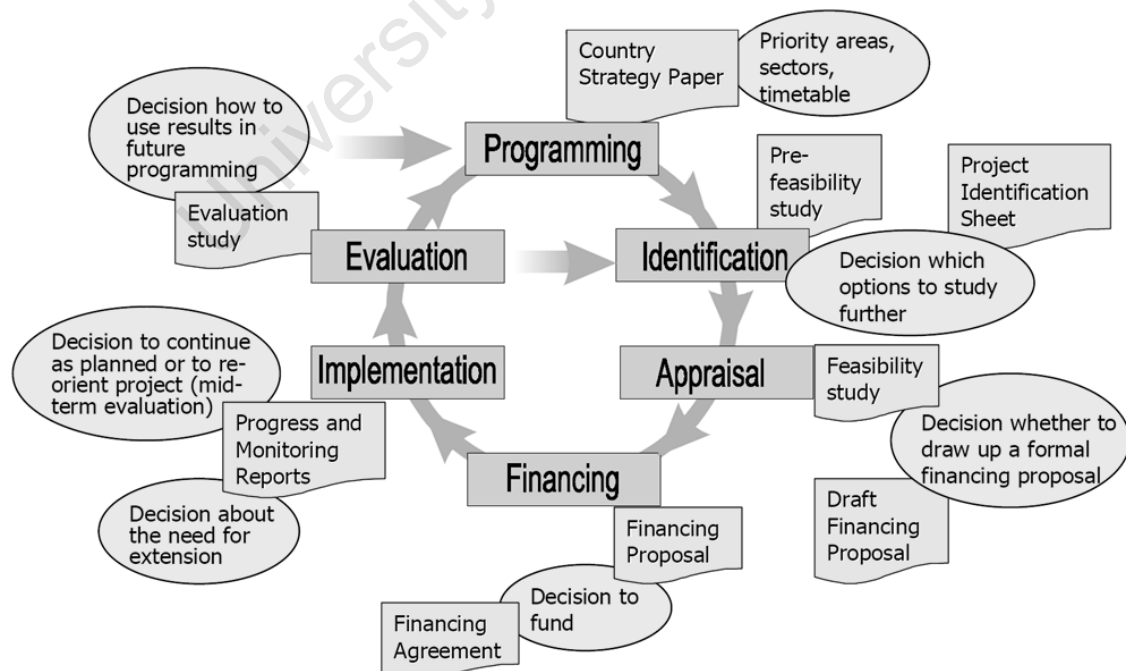 University
Country
Strategy Paper
Priority areas,
sectors,
timetable
Decision how to
use results in
future
programming
Programming
Pre-
feasibility
study
Project
Identification
Sheet
Evaluation
study
Evaluation
Identification
Decision which
options to study
further
Decision to continue
as planned or to re-
orient project (mid-
term evaluation)
Implementation
Appraisal
Feasibility
study
Progress and
Monitoring
Reports
Decision whether to
draw up a formal
financing proposal
Financing
Decision about
the need for
extension
Financing
Proposal
Draft
Financing
Proposal
Decision to
fund
Financing
Agreement